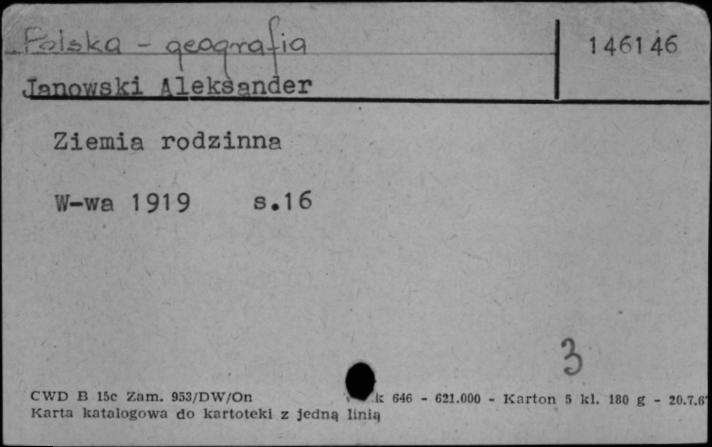 Polska - geografia
146146
Janowski Aleksander
Ziemia rodzinna
W-wa 1919 s.16
3
CWD B 15c Zam. 953/DW/On k 646 - 621.000 - Karton 5 kl. 180 g - 20.7.6
Karta katalogowa do kartoteki z jedną linią